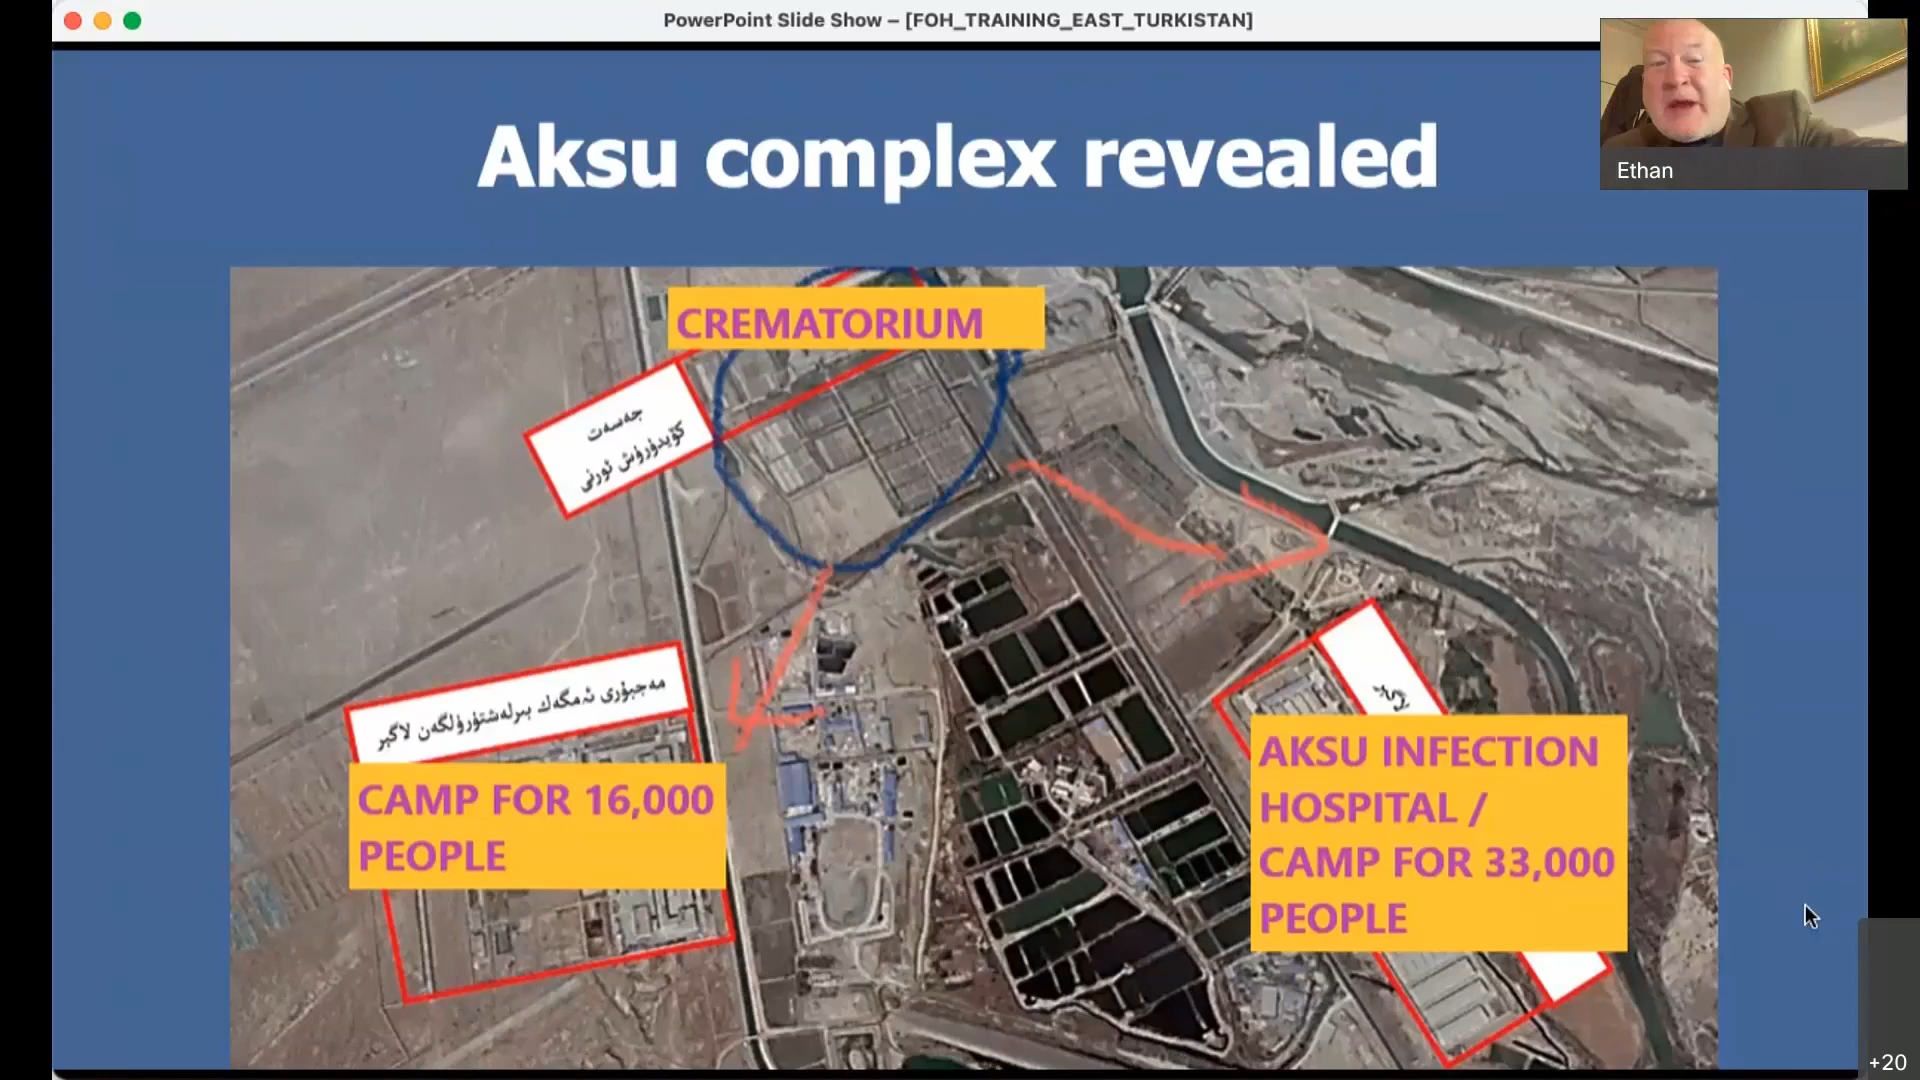 PowerPoint Slide Show – [FOH_TRAINING_EAST_TURKISTAN]
Ethan
Aksu complex revealed
CREMATORIUM
جەسەت
كۆيدۈرۈش ئورنى
مەجبۇرى ئەمگەك بىرلەشتۈرۈلگەن لاگېر
CAMP FOR 16,000
PEOPLE
AKSU INFECTION
HOSPITAL /
CAMP FOR 33,000
PEOPLE
+20